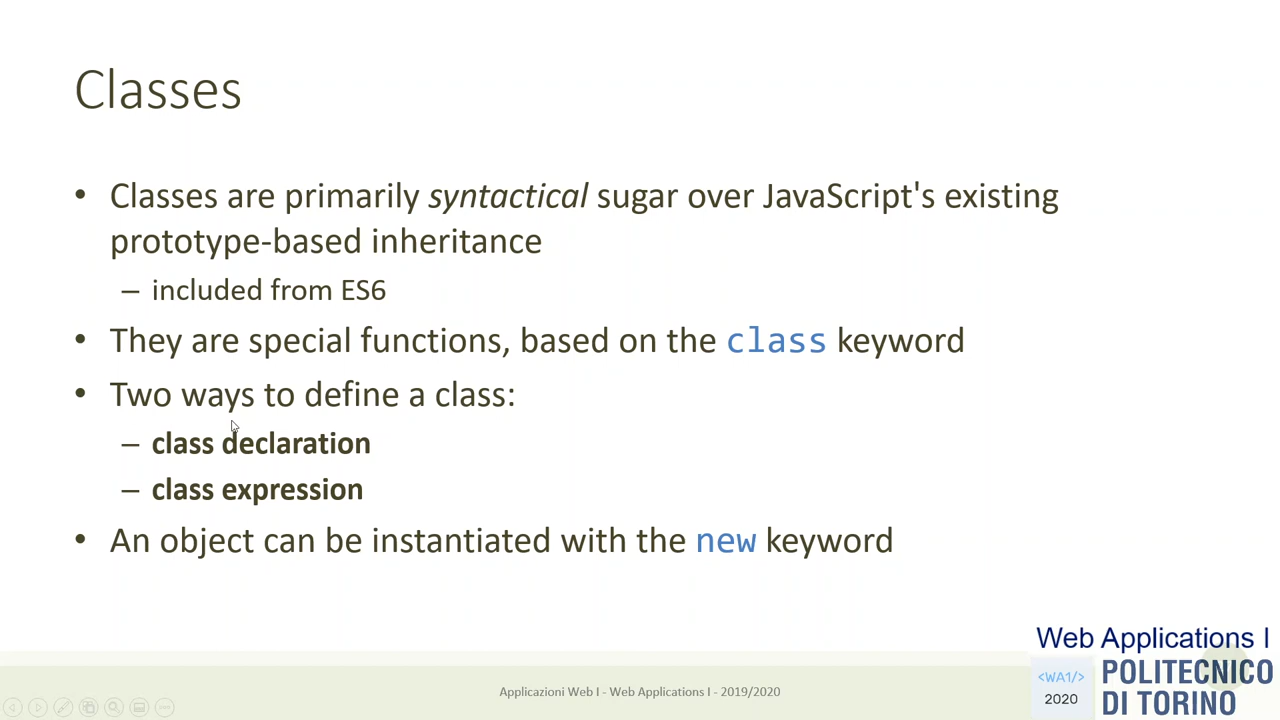 Classes
• Classes are primarily syntactical sugar over JavaScript's existing
prototype-based inheritance
– included from ES6
• They are special functions, based on the class keyword
• Two ways to define a class:
– class declaration
– class expression
• An object can be instantiated with the new keyword
Applicazioni Web I - Web Applications I - 2019/2020
Web Applications I
<WA1/>
2020
POLITECNICO
DI TORINO